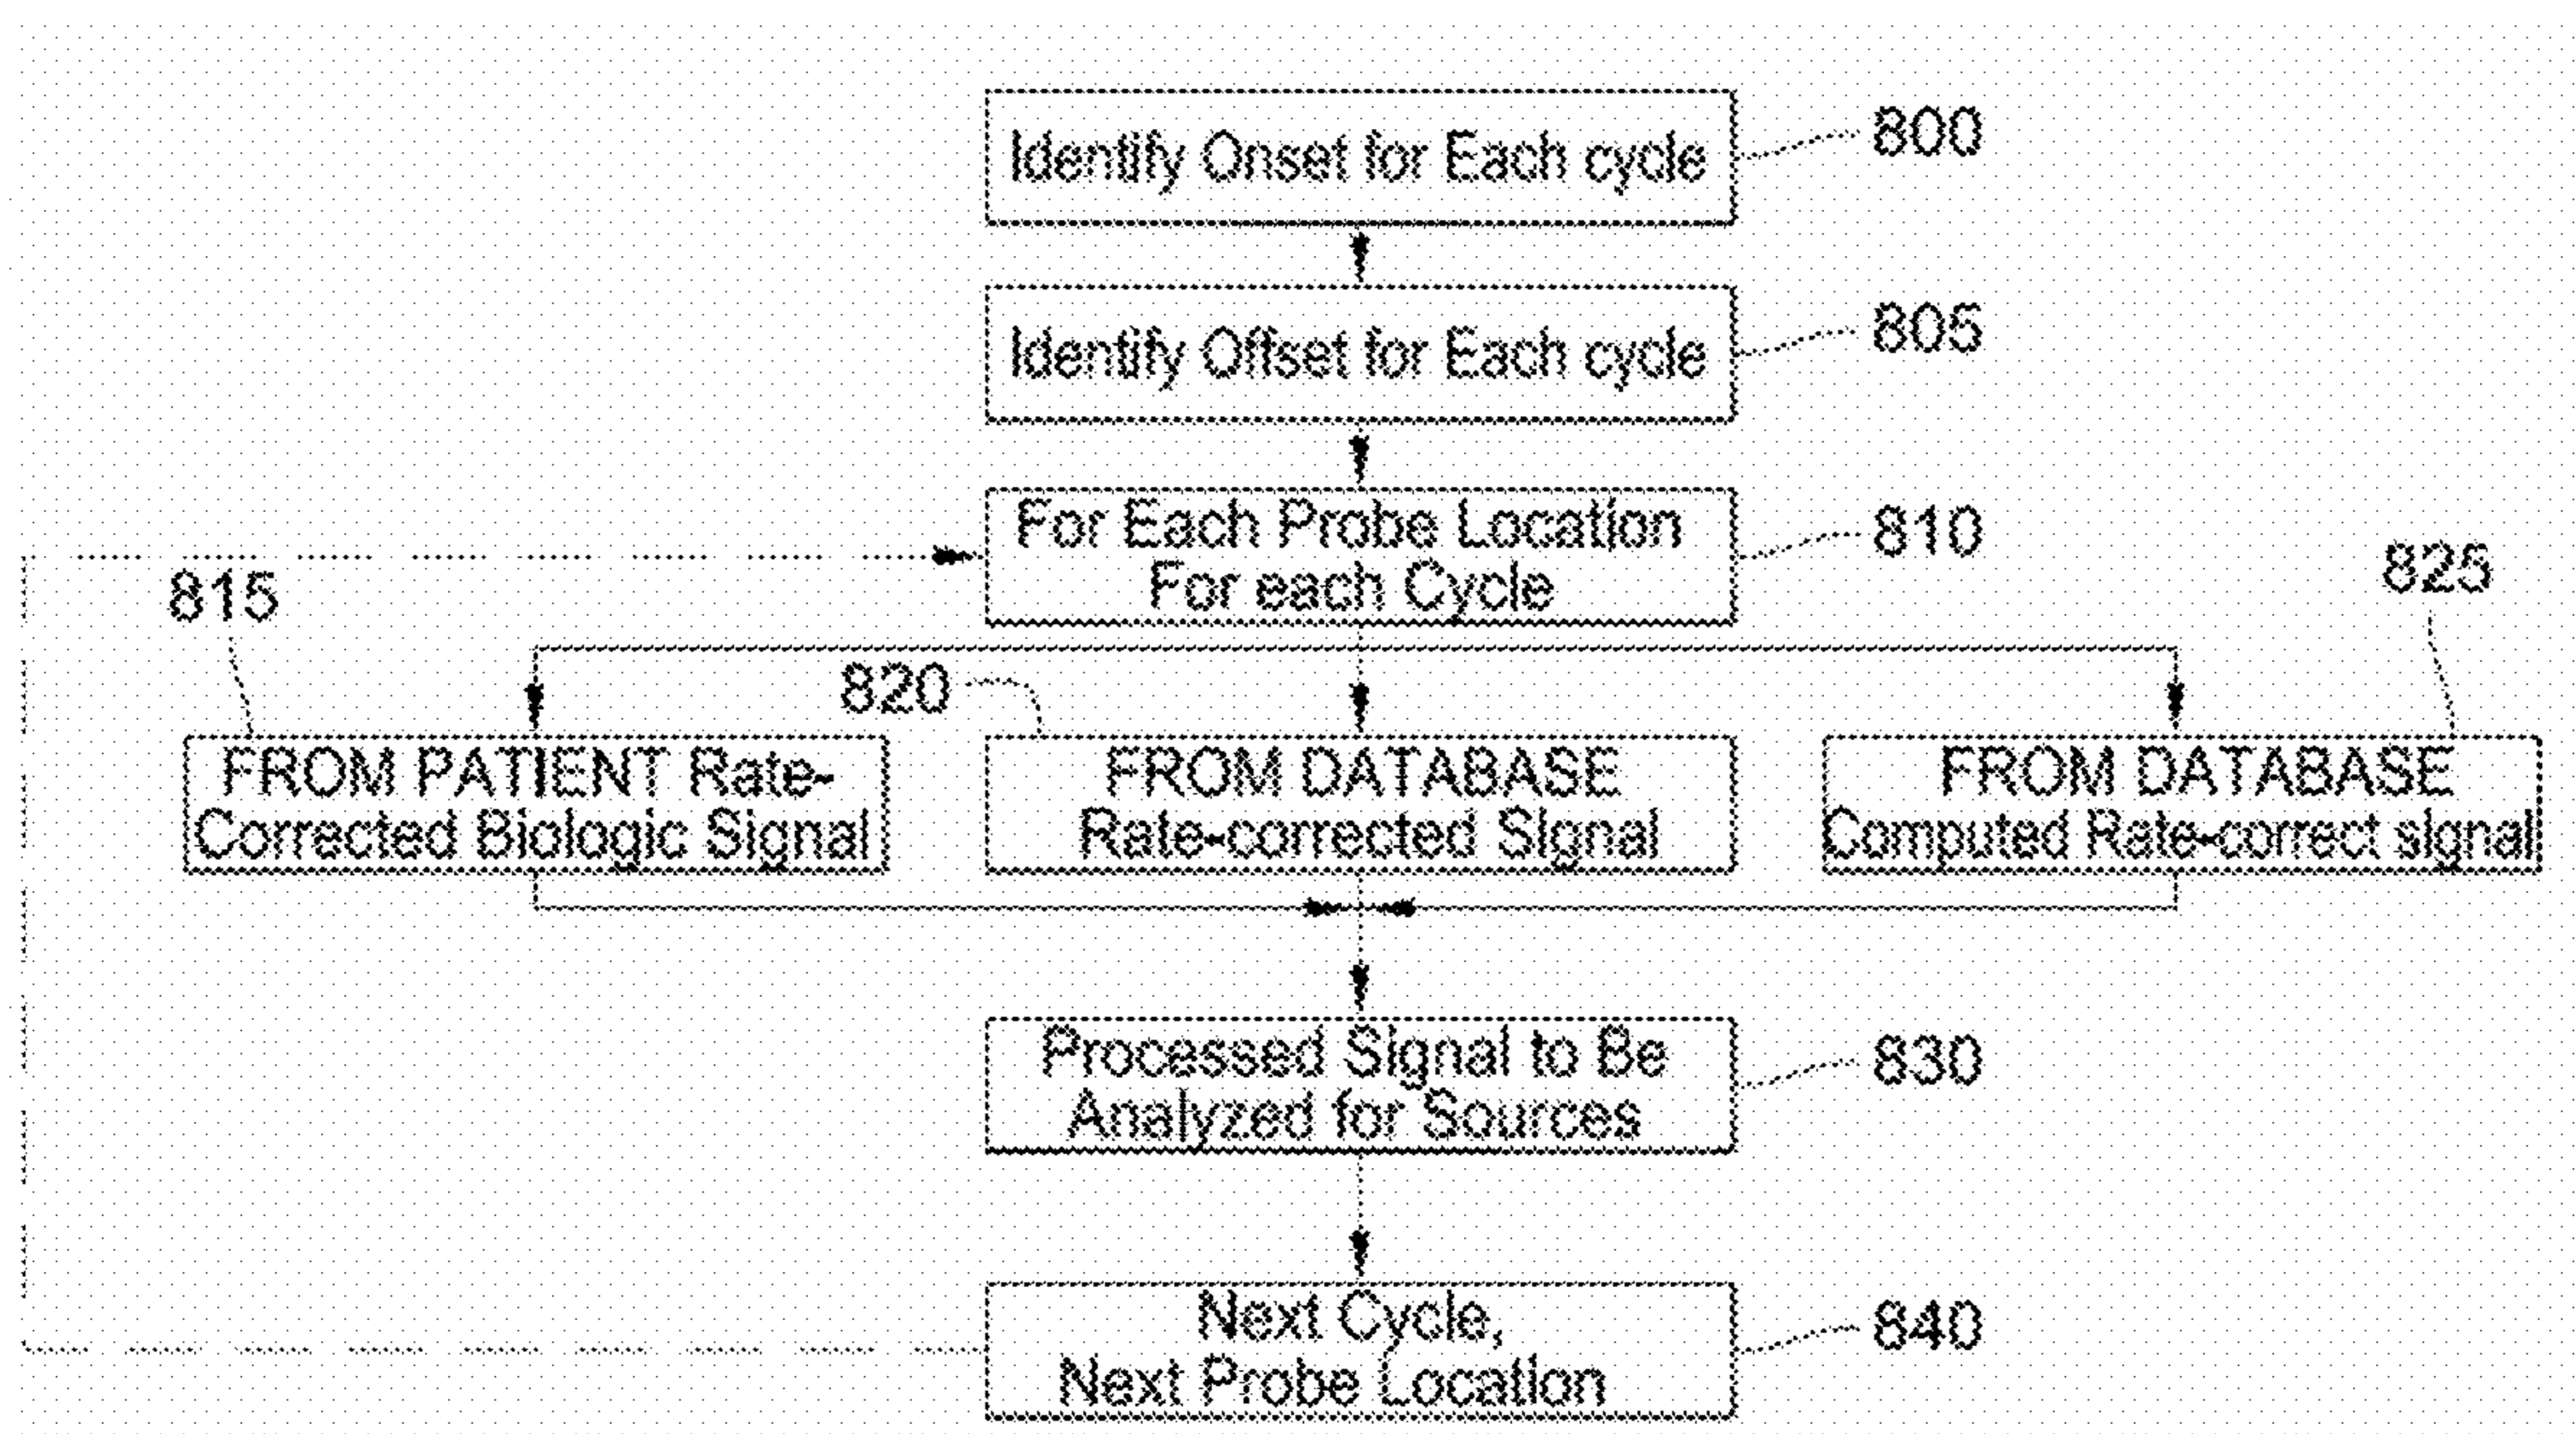 Identify Onset for Each cycle
800
Identify Offset for Each cycle
805
For Each Probe Location
For each Cycle
810
815
820
825
FROM PATIENT Rate-
Corrected Biologic Signal
FROM DATABASE
Rate-corrected Signal
FROM DATABASE
Computed Rate-correct signal
Processed Signal to Be
Analyzed for Sources
830
Next Cycle,
Next Probe Location
840